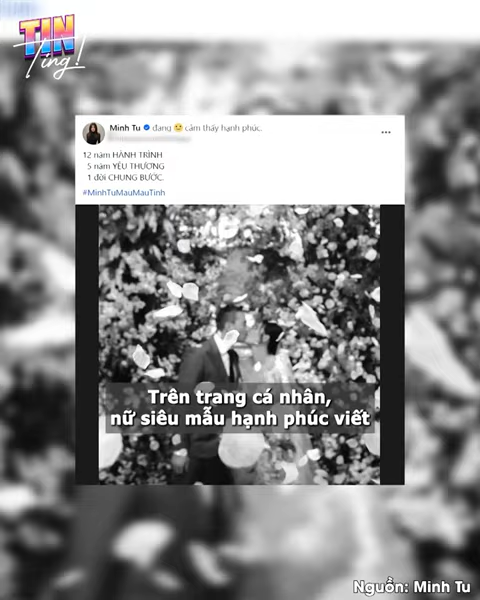 TIN
Ting!
Minh Tu đang cảm thấy hạnh phúc.
12 năm HÀNH TRÌNH
5 năm YÊU THƯƠNG
1 đời CHUNG BƯỚC.
#MinhTuMauMauTinh
Trên trang cá nhân,
nữ siêu mẫu hạnh phúc viết
Nguồn: Minh Tu